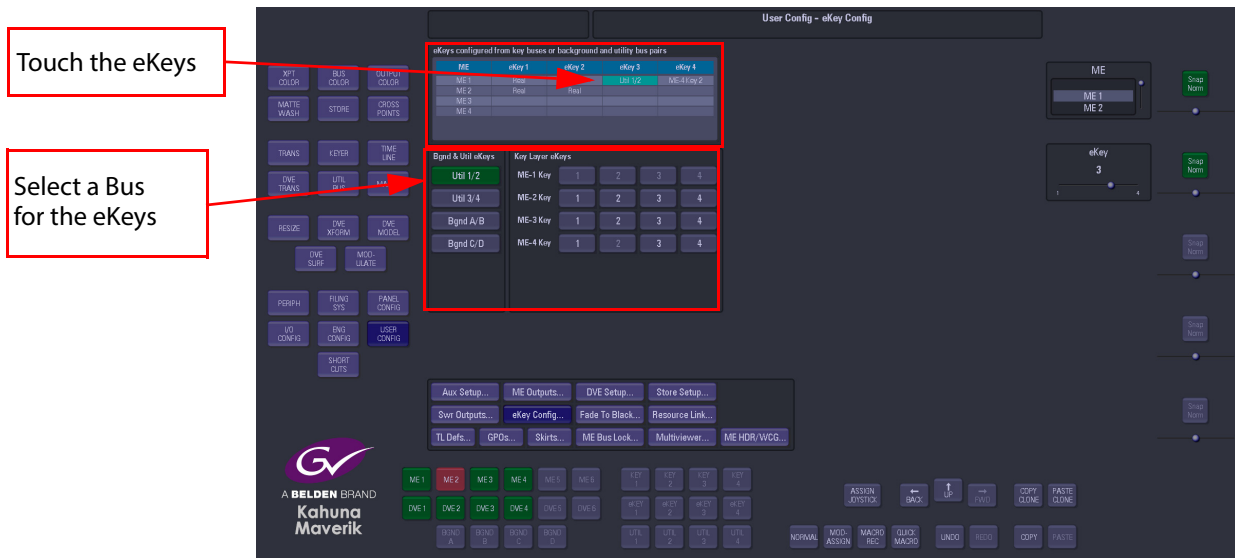 User Config - eKey Config
Touch the eKeys
Select a Bus
for the eKeys
eKeys configured from key buses or background and utility bus pairs
ME eKey 1 eKey 2 eKey 3 eKey 4
ME 1 Real Util 1/2 ME-4 Key 2
ME 2 Real Real
ME 3
ME 4
XPT COLOR
BUS COLOR
OUTPUT COLOR
MATTE WASH
STORE
CROSS POINTS
TRANS
KEYER
TIME LINE
DVE TRANS
UTIL BUS
RESIZE
DVE XFORM
DVE MODEL
DVE SURF
MOD-ULATE
PERIPH
FILING SYS
PANEL CONFIG
I/O CONFIG
ENG CONFIG
USER CONFIG
SHORT CUTS
Bgnd & Util eKeys
Util 1/2
Util 3/4
Bgnd A/B
Bgnd C/D
Key Layer eKeys
ME-1 Key 1 2 3 4
ME-2 Key 1 2 3 4
ME-3 Key 1 2 3 4
ME-4 Key 1 2 3 4
ME
ME 1
ME 2
eKey
3
1 4
Snap Norm
Snap Norm
Snap Norm
Snap Norm
Snap Norm
Aux Setup... ME Outputs... DVE Setup... Store Setup...
Swr Outputs... eKey Config... Fade To Black... Resource Link...
TL Defs... GPOs... Skirts... ME Bus Lock... Multiviewer... ME HDR/WCG...
GV
A BELDEN BRAND
Kahuna
Maverik
ME 1 ME 2 ME 3 ME 4 ME 5 ME 6
DVE 1 DVE 2 DVE 3 DVE 4 DVE 5 DVE 6
BGND A BGND B BGND C BGND D
KEY 1 KEY 2 KEY 3 KEY 4
eKEY 1 eKEY 2 eKEY 3 eKEY 4
UTIL 1 UTIL 2 UTIL 3 UTIL 4
ASSIGN JOYSTICK
← BACK
↑ UP
→ FWD
COPY CLONE
PASTE CLONE
NORMAL
MOD-ASSIGN
MACRO REC
QUICK MACRO
UNDO
REDO
COPY
PASTE